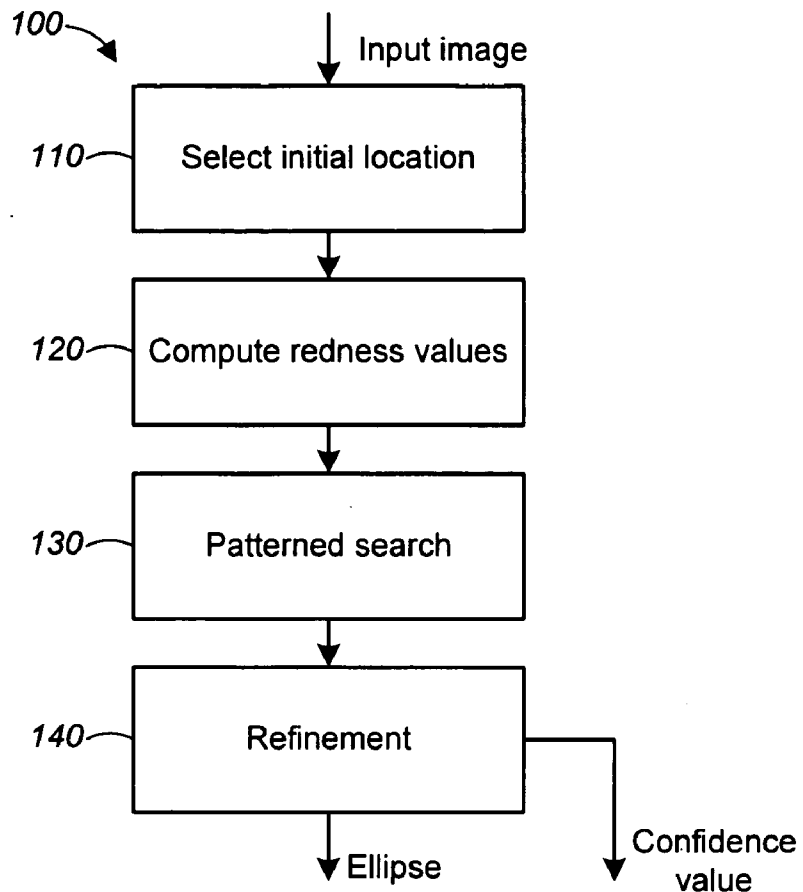 100
Input image
110
Select initial location
120
Compute redness values
130
Patterned search
140
Refinement
Ellipse
Confidence
value